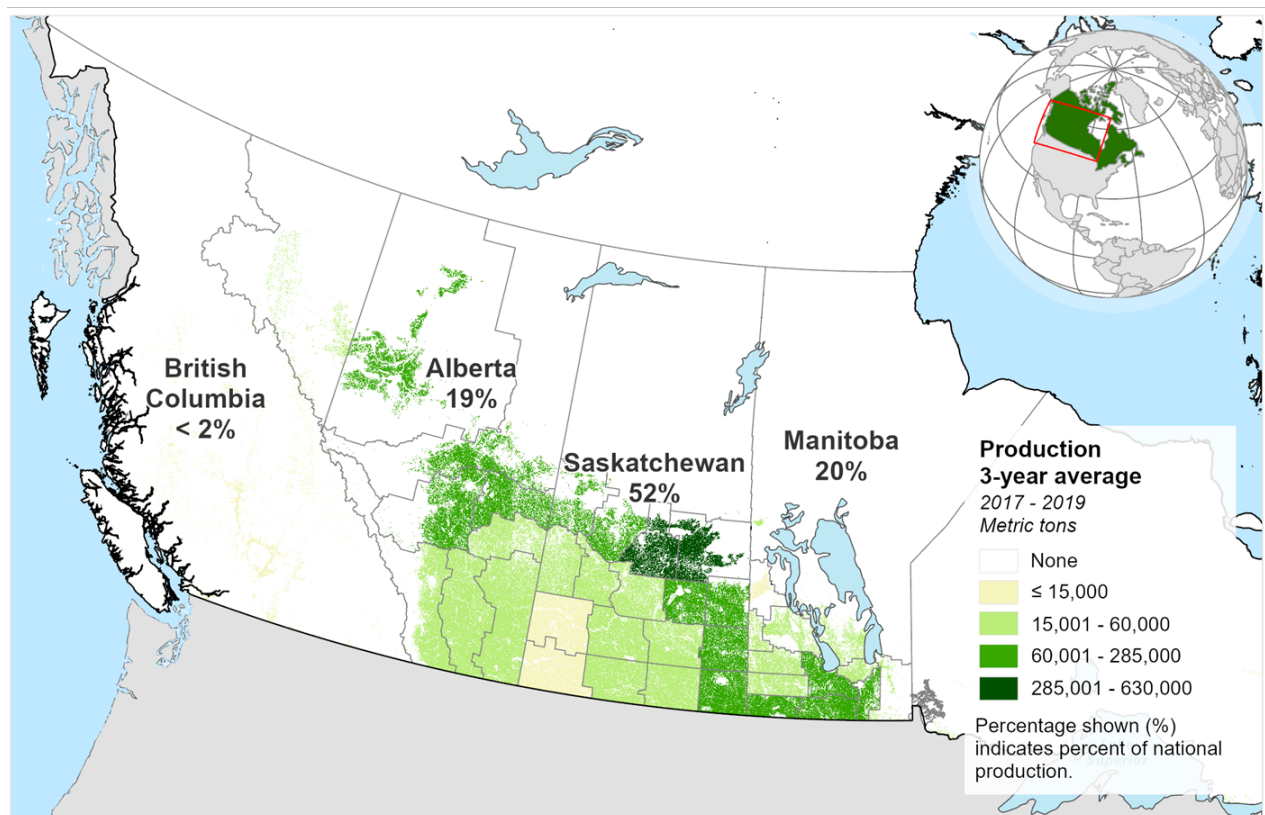 British
Columbia
< 2%
Alberta
19%
Saskatchewan
52%
Manitoba
20%
Production
3-year average
2017 - 2019
Metric tons
None
≤ 15,000
15,001 - 60,000
60,001 - 285,000
285,001 - 630,000
Percentage shown (%)
indicates percent of national
production.
Superior